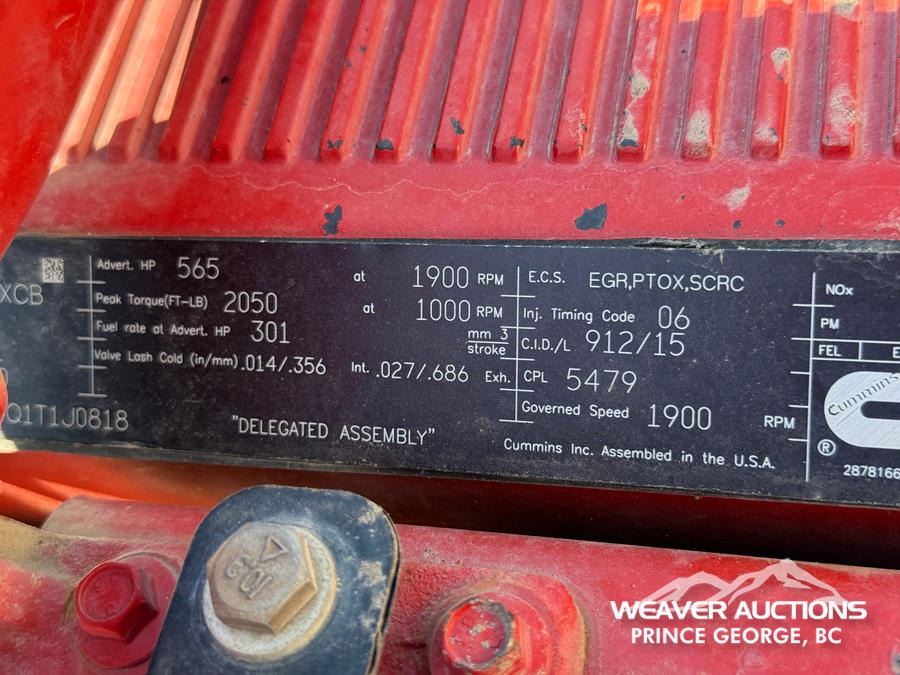 XCB
Q1T1J0818
Advert. HP 565 at 1900 RPM
Peak Torque(FT-LB) 2050 at 1000 RPM
Fuel rate at Advert. HP 301 mm 3 stroke
Valve Lash Cold (in/mm) .014/.356 Int. .027/.686 Exh.
"DELEGATED ASSEMBLY"
E.C.S. EGR,PTOX,SCRC
Inj. Timing Code 06
C.I.D./L 912/15
CPL 5479
Governed Speed 1900 RPM
Cummins Inc. Assembled in the U.S.A.
NOx
PM
FEL
Cummins
®
2878166
10.9
WEAVER AUCTIONS
PRINCE GEORGE, BC